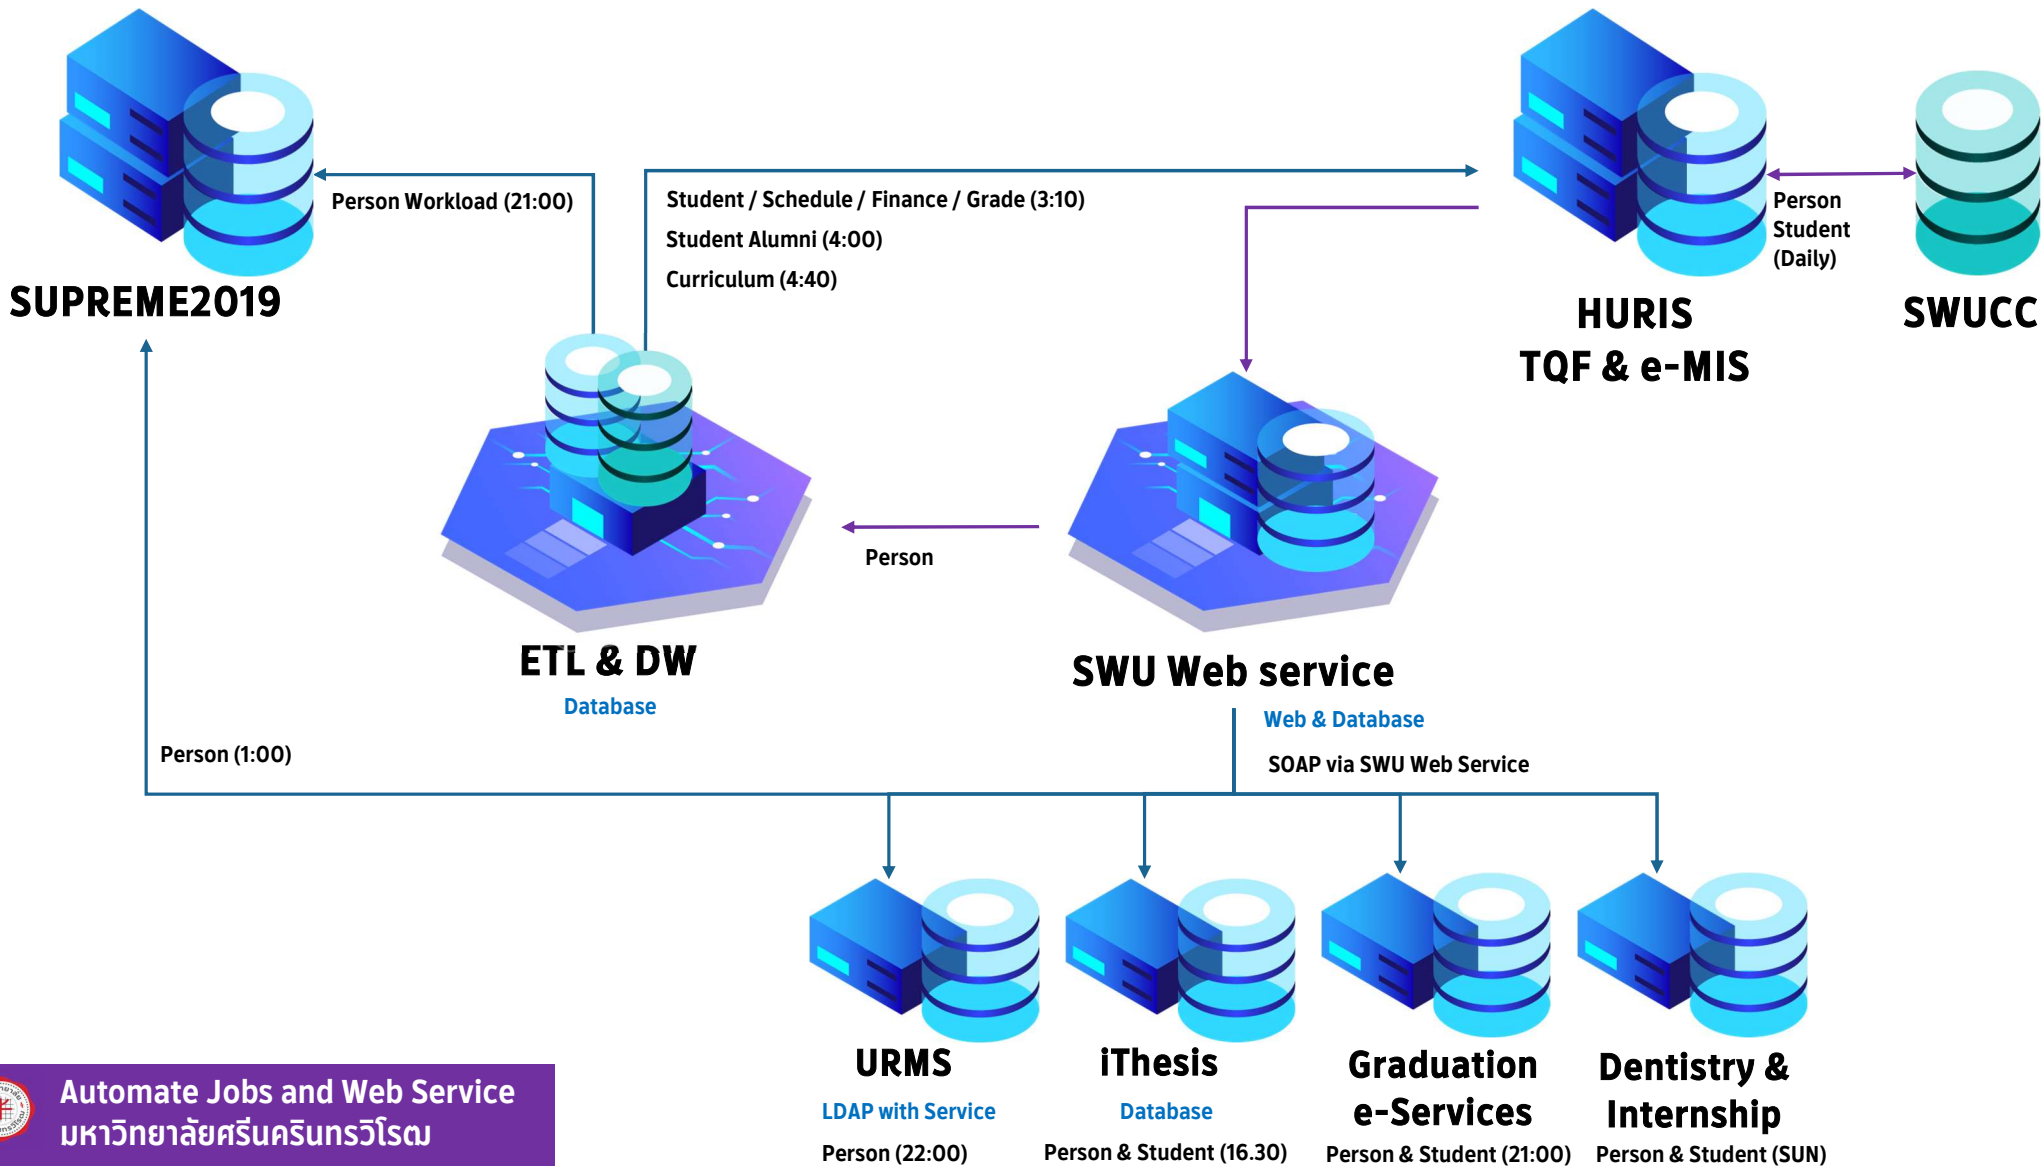 Person Workload (21:00)
Student / Schedule / Finance / Grade (3:10)
Student Alumni (4:00)
Curriculum (4:40)
Person
Student
(Daily)
SUPREME2019
HURIS
TQF & e-MIS
SWUCC
Person
ETL & DW
Database
SWU Web service
Web & Database
SOAP via SWU Web Service
Person (1:00)
URMS
LDAP with Service
Person (22:00)
iThesis
Database
Person & Student (16.30)
Graduation
e-Services
Person & Student (21:00)
Dentistry &
Internship
Person & Student (SUN)
Automate Jobs and Web Service
มหาวิทยาลัยศรีนครินทรวิโรฒ